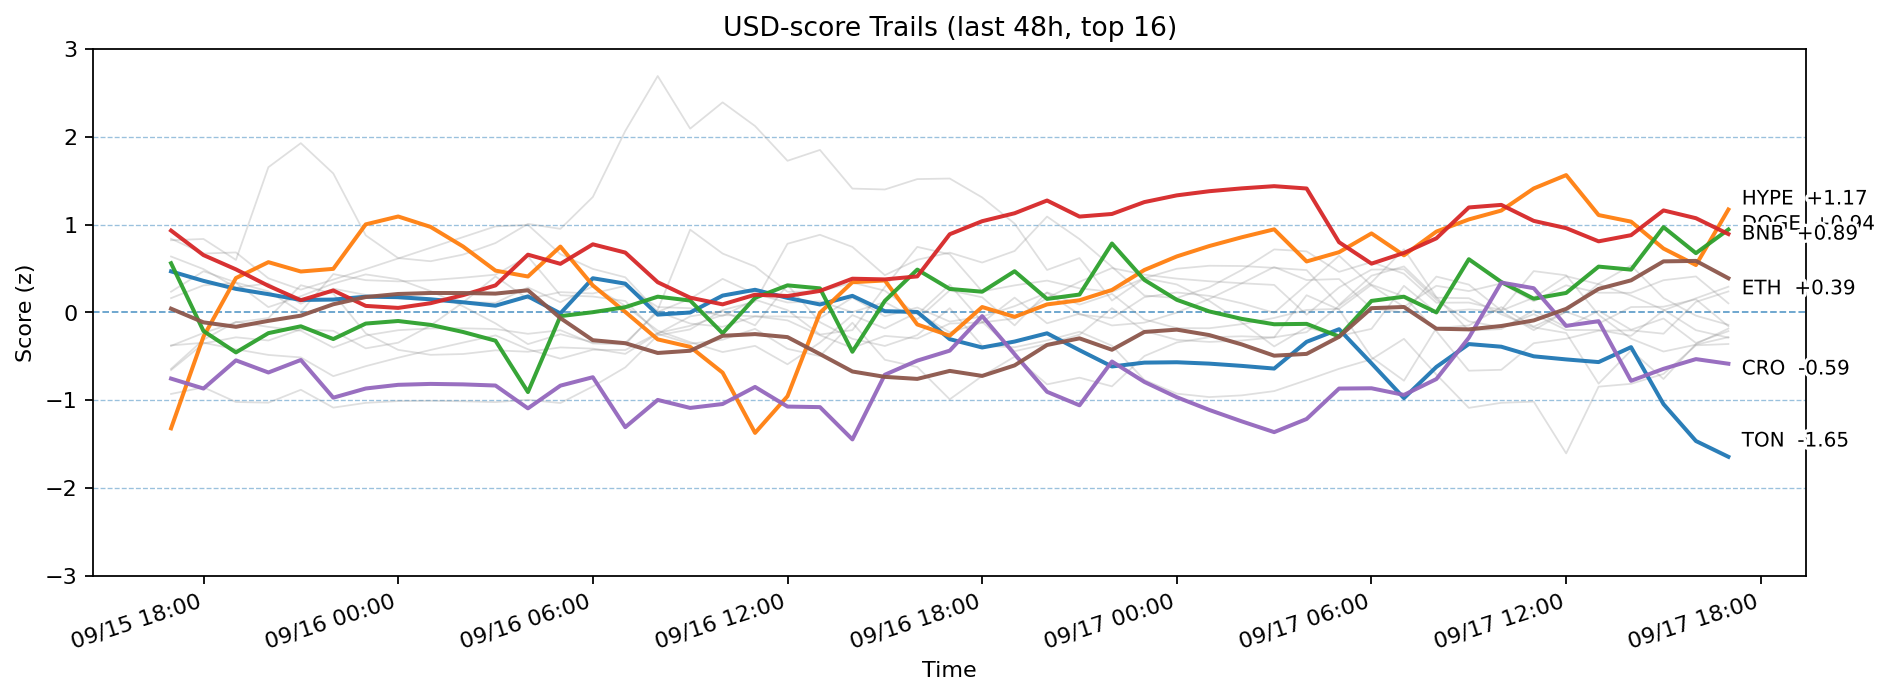 USD-score Trails (last 48h, top 16)
Score (z)
3
2
1
0
−1
−2
−3
HYPE +1.17
DOGE +0.94
BNB +0.89
ETH +0.39
CRO -0.59
TON -1.65
09/15 18:00
09/16 00:00
09/16 06:00
09/16 12:00
09/16 18:00
09/17 00:00
09/17 06:00
09/17 12:00
09/17 18:00
Time